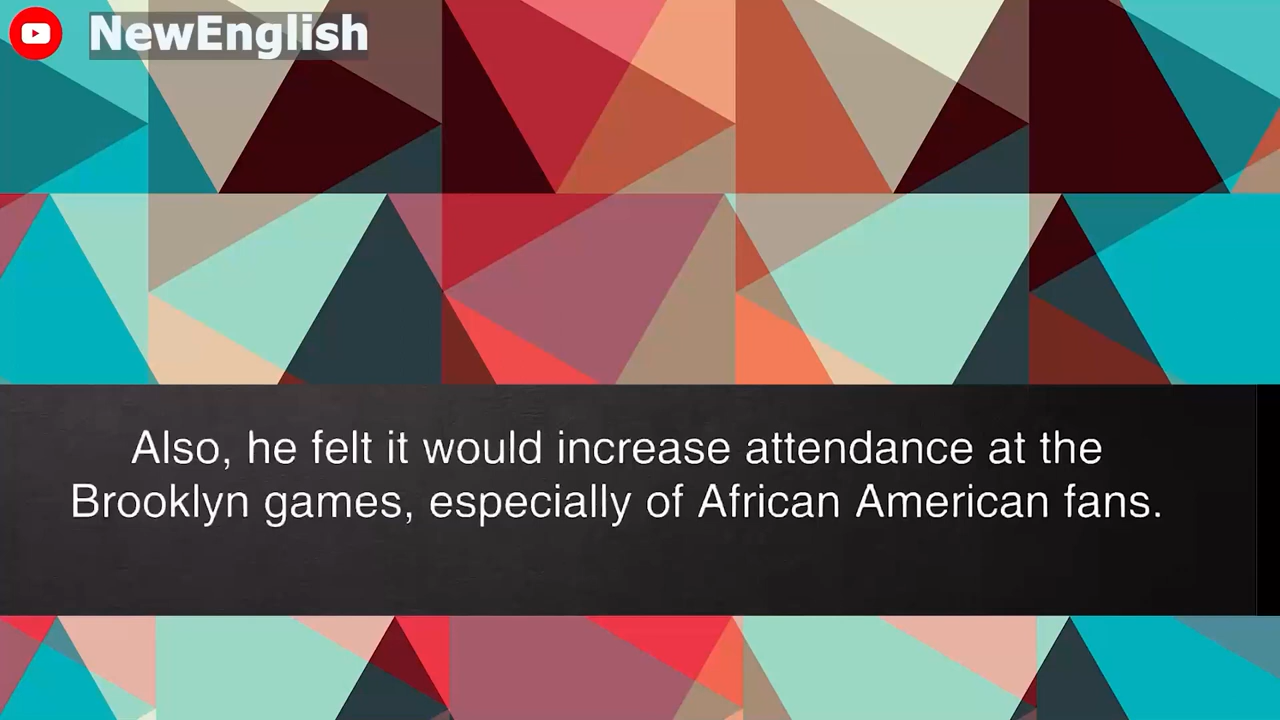 NewEnglish
Also, he felt it would increase attendance at the
Brooklyn games, especially of African American fans.